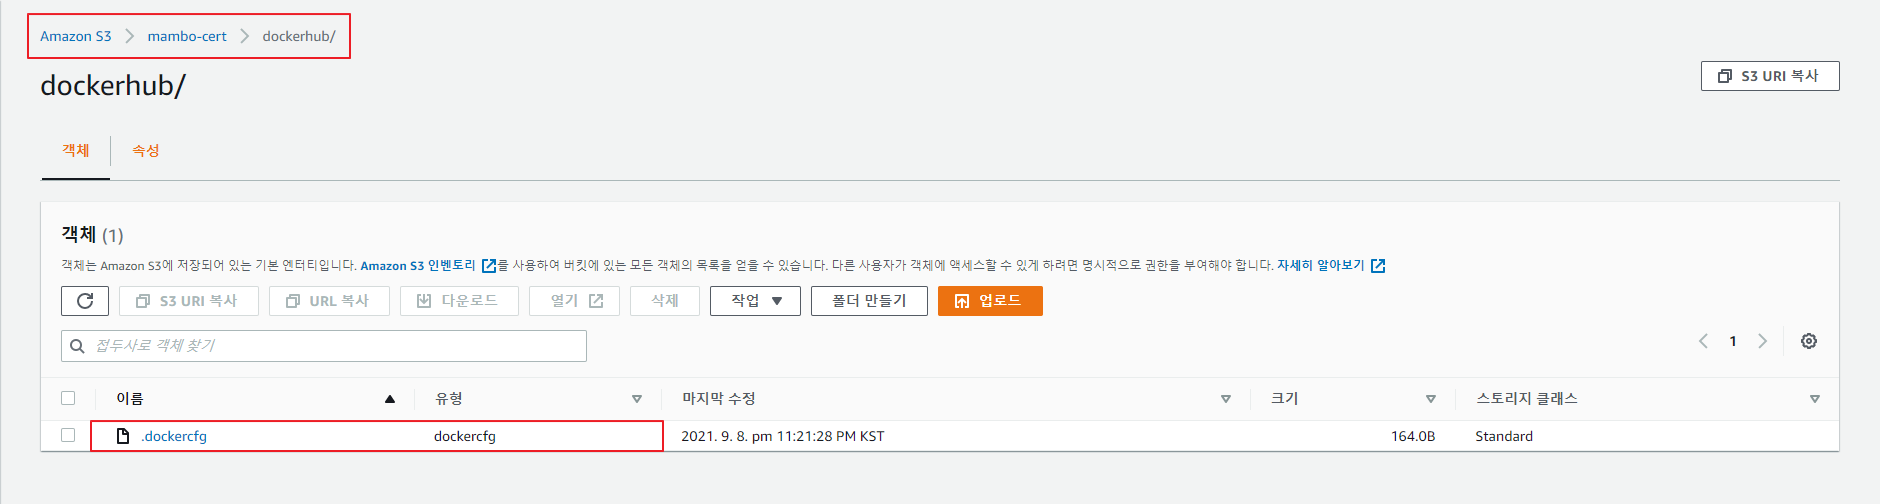 Amazon S3 > mambo-cert > dockerhub/
dockerhub/
S3 URI 복사
객체 속성
객체 (1)
객체는 Amazon S3에 저장되어 있는 기본 엔터티입니다. Amazon S3 인벤토리를 사용하여 버킷에 있는 모든 객체의 목록을 얻을 수 있습니다. 다른 사용자가 객체에 액세스할 수 있게 하려면 명시적으로 권한을 부여해야 합니다. 자세히 알아보기
S3 URI 복사 URL 복사 다운로드 열기 삭제 작업 폴더 만들기 업로드
접두사로 객체 찾기
1
이름 유형 마지막 수정 크기 스토리지 클래스
.dockercfg dockercfg 2021. 9. 8. pm 11:21:28 PM KST 164.0B Standard